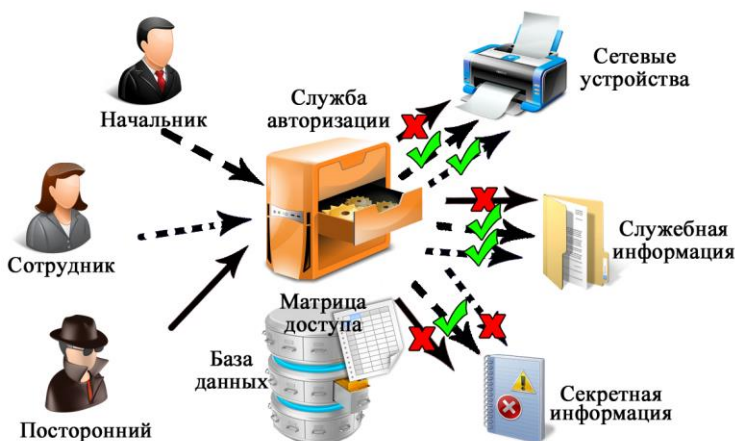 Начальник
Служба
авторизации
Сетевые
устройства
Сотрудник
Служебная
информация
Матрица
доступа
База
данных
Посторонний
Секретная
информация